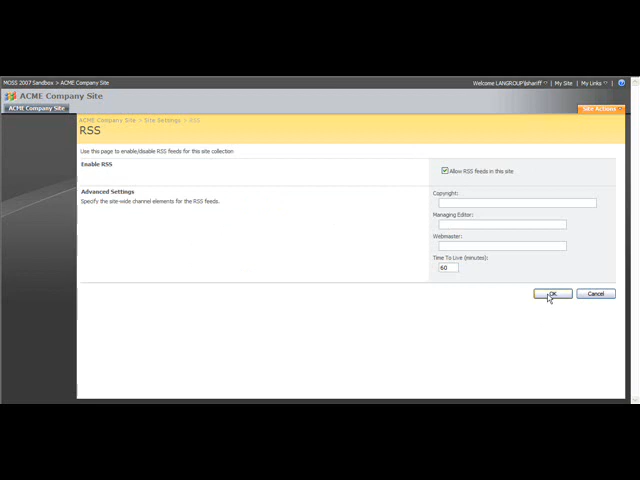 MOSS 2007 Sandbox > ACME Company Site
Welcome LANGROUP\jshariff
My Site
My Links
ACME Company Site
ACME Company Site
Site Actions
ACME Company Site > Site Settings > RSS
RSS
Use this page to enable/disable RSS feeds for this site collection
Enable RSS
Allow RSS feeds in this site
Advanced Settings
Specify the site-wide channel elements for the RSS feeds.
Copyright:
Managing Editor:
Webmaster:
Time To Live (minutes):
60
OK
Cancel